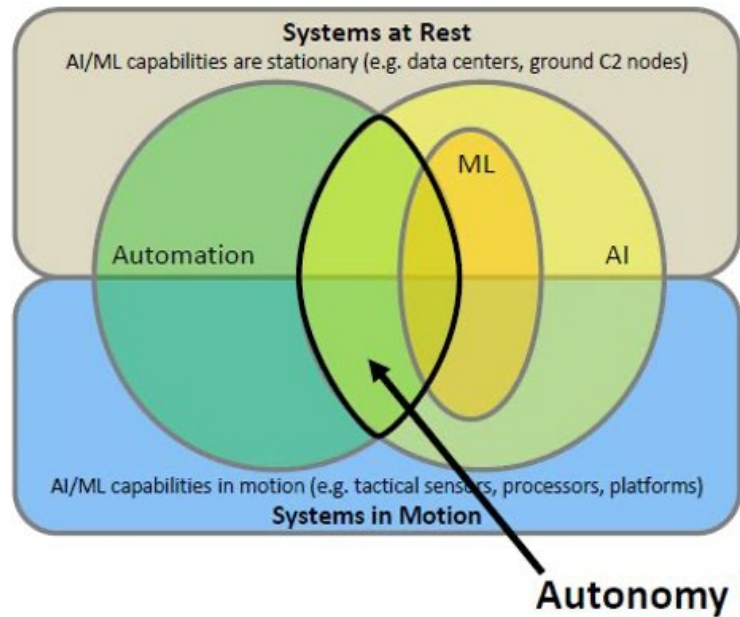 Systems at Rest
AI/ML capabilities are stationary (e.g. data centers, ground C2 nodes)
ML
Automation
AI
AI/ML capabilities in motion (e.g. tactical sensors, processors, platforms)
Systems in Motion
Autonomy